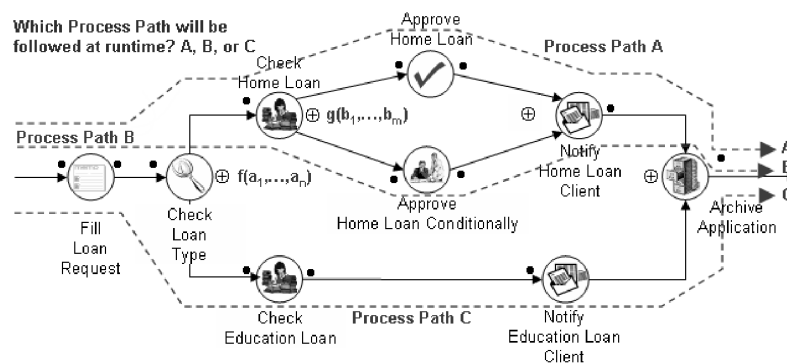 Which Process Path will be
followed at runtime? A, B, or C
Approve
Home Loan
Process Path A
Check
Home Loan
g(b1,...,bm)
Process Path B
Notify
Home Loan
Client
A
B
C
f(a1,...,an)
Approve
Home Loan Conditionally
Archive
Application
Fill
Loan
Request
Check
Loan
Type
Check
Education Loan
Process Path C
Notify
Education Loan
Client